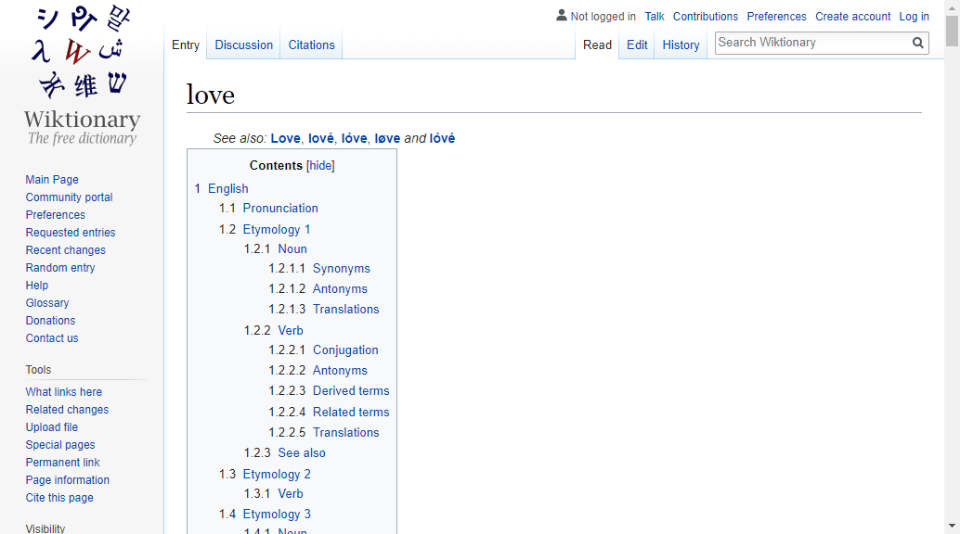 Not logged in Talk Contributions Preferences Create account Log in
Entry Discussion Citations Read Edit History Search Wiktionary
シ 말
λ W ش
维 ש
Wiktionary
The free dictionary
Main Page
Community portal
Preferences
Requested entries
Recent changes
Random entry
Help
Glossary
Donations
Contact us
Tools
What links here
Related changes
Upload file
Special pages
Permanent link
Page information
Cite this page
Visibility
love
See also: Love, lové, lóve, løve and lóvé
Contents [hide]
1 English
1.1 Pronunciation
1.2 Etymology 1
1.2.1 Noun
1.2.1.1 Synonyms
1.2.1.2 Antonyms
1.2.1.3 Translations
1.2.2 Verb
1.2.2.1 Conjugation
1.2.2.2 Antonyms
1.2.2.3 Derived terms
1.2.2.4 Related terms
1.2.2.5 Translations
1.2.3 See also
1.3 Etymology 2
1.3.1 Verb
1.4 Etymology 3
1.4.1 Noun